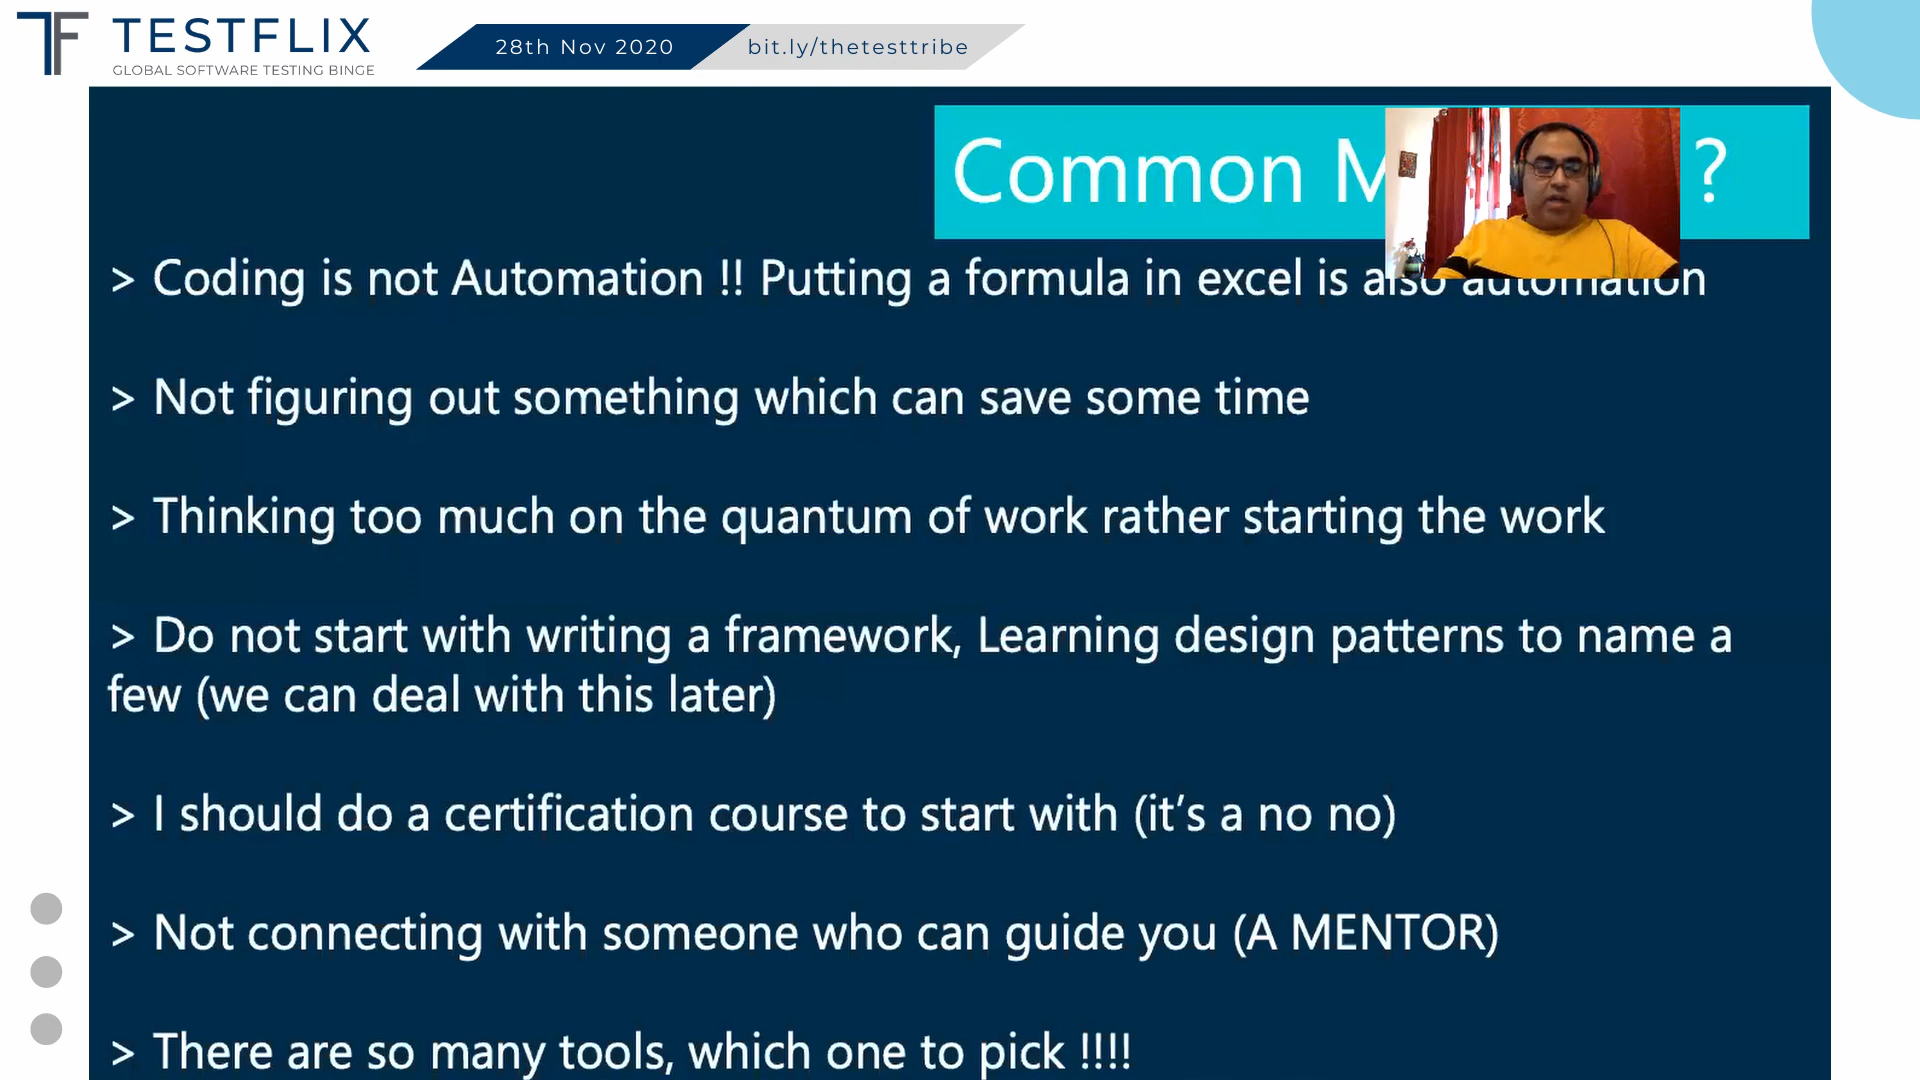 TF TESTFLIX
GLOBAL SOFTWARE TESTING BINGE
28th Nov 2020
bit.ly/thetesttribe
Common ?
> Coding is not Automation !! Putting a formula in excel is also automation
> Not figuring out something which can save some time
> Thinking too much on the quantum of work rather starting the work
> Do not start with writing a framework, Learning design patterns to name a
few (we can deal with this later)
> I should do a certification course to start with (it’s a no no)
> Not connecting with someone who can guide you (A MENTOR)
> There are so many tools, which one to pick !!!!